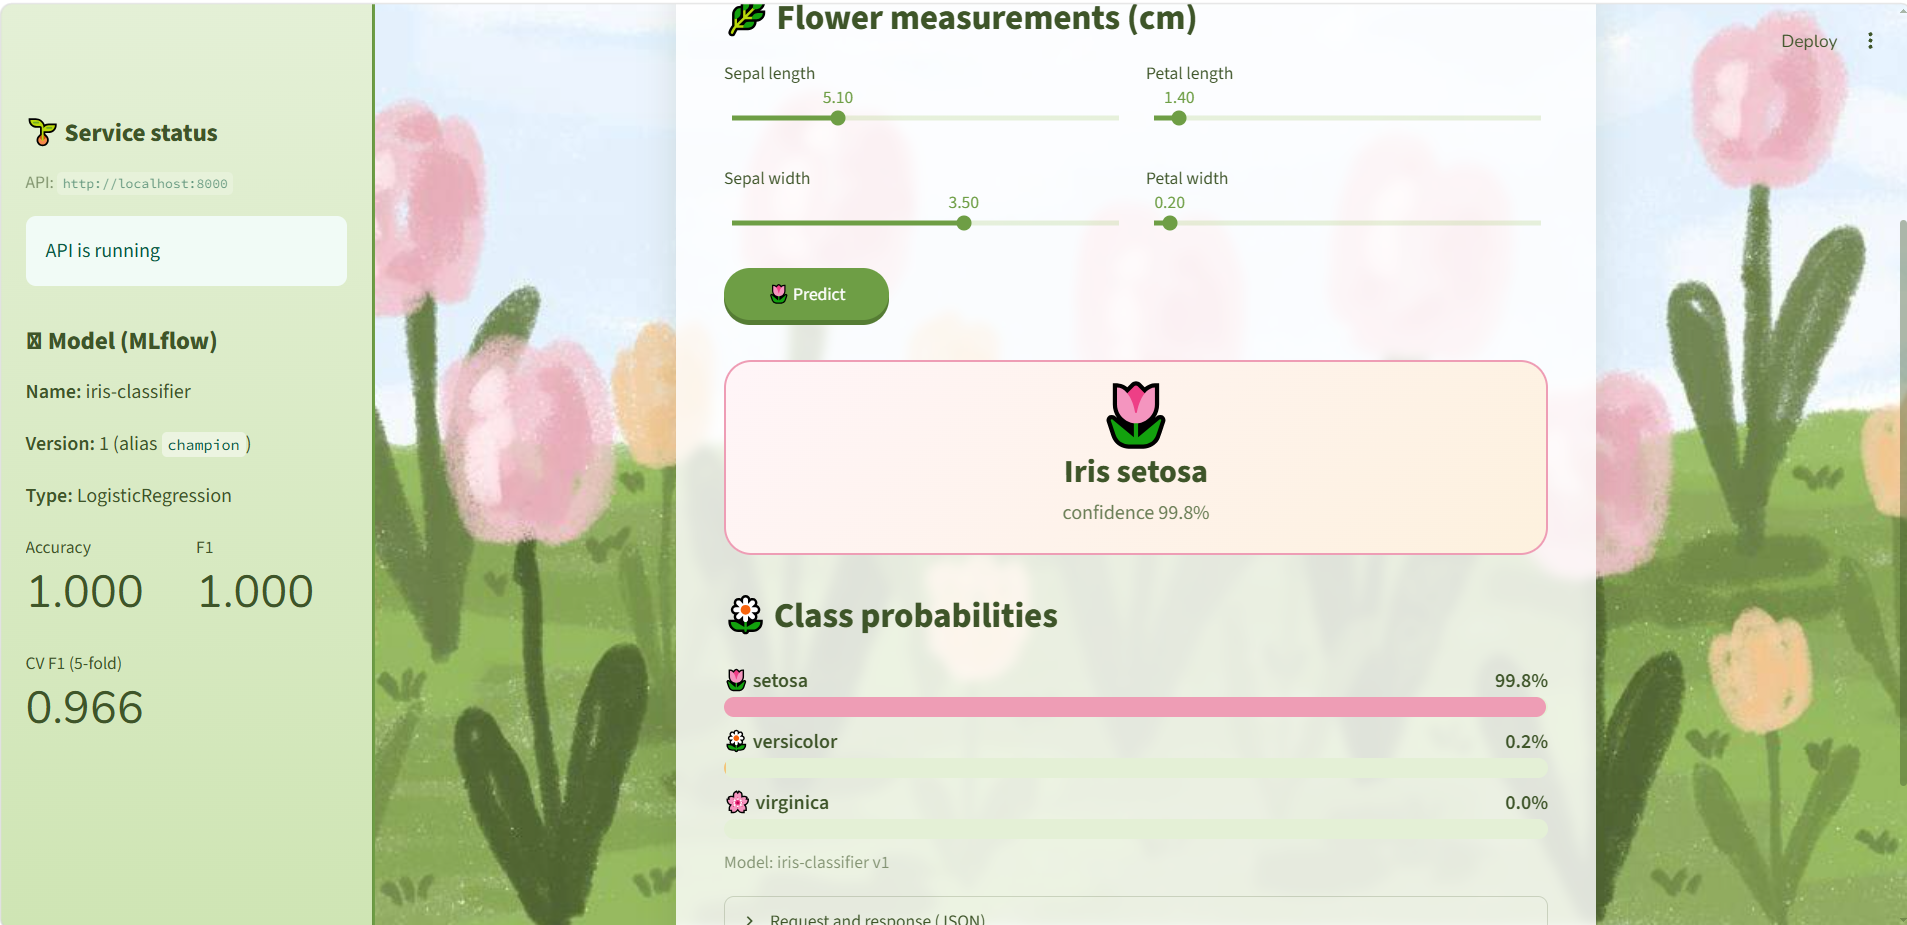 Service status
API: http://localhost:8000
API is running
Model (MLflow)
Name: iris-classifier
Version: 1 (alias champion )
Type: LogisticRegression
Accuracy
F1
1.000
1.000
CV F1 (5-fold)
0.966
Deploy
Flower measurements (cm)
Sepal length
5.10
Petal length
1.40
Sepal width
3.50
Petal width
0.20
Predict
Iris setosa
confidence 99.8%
Class probabilities
setosa 99.8%
versicolor 0.2%
virginica 0.0%
Model: iris-classifier v1
Request and response (JSON)